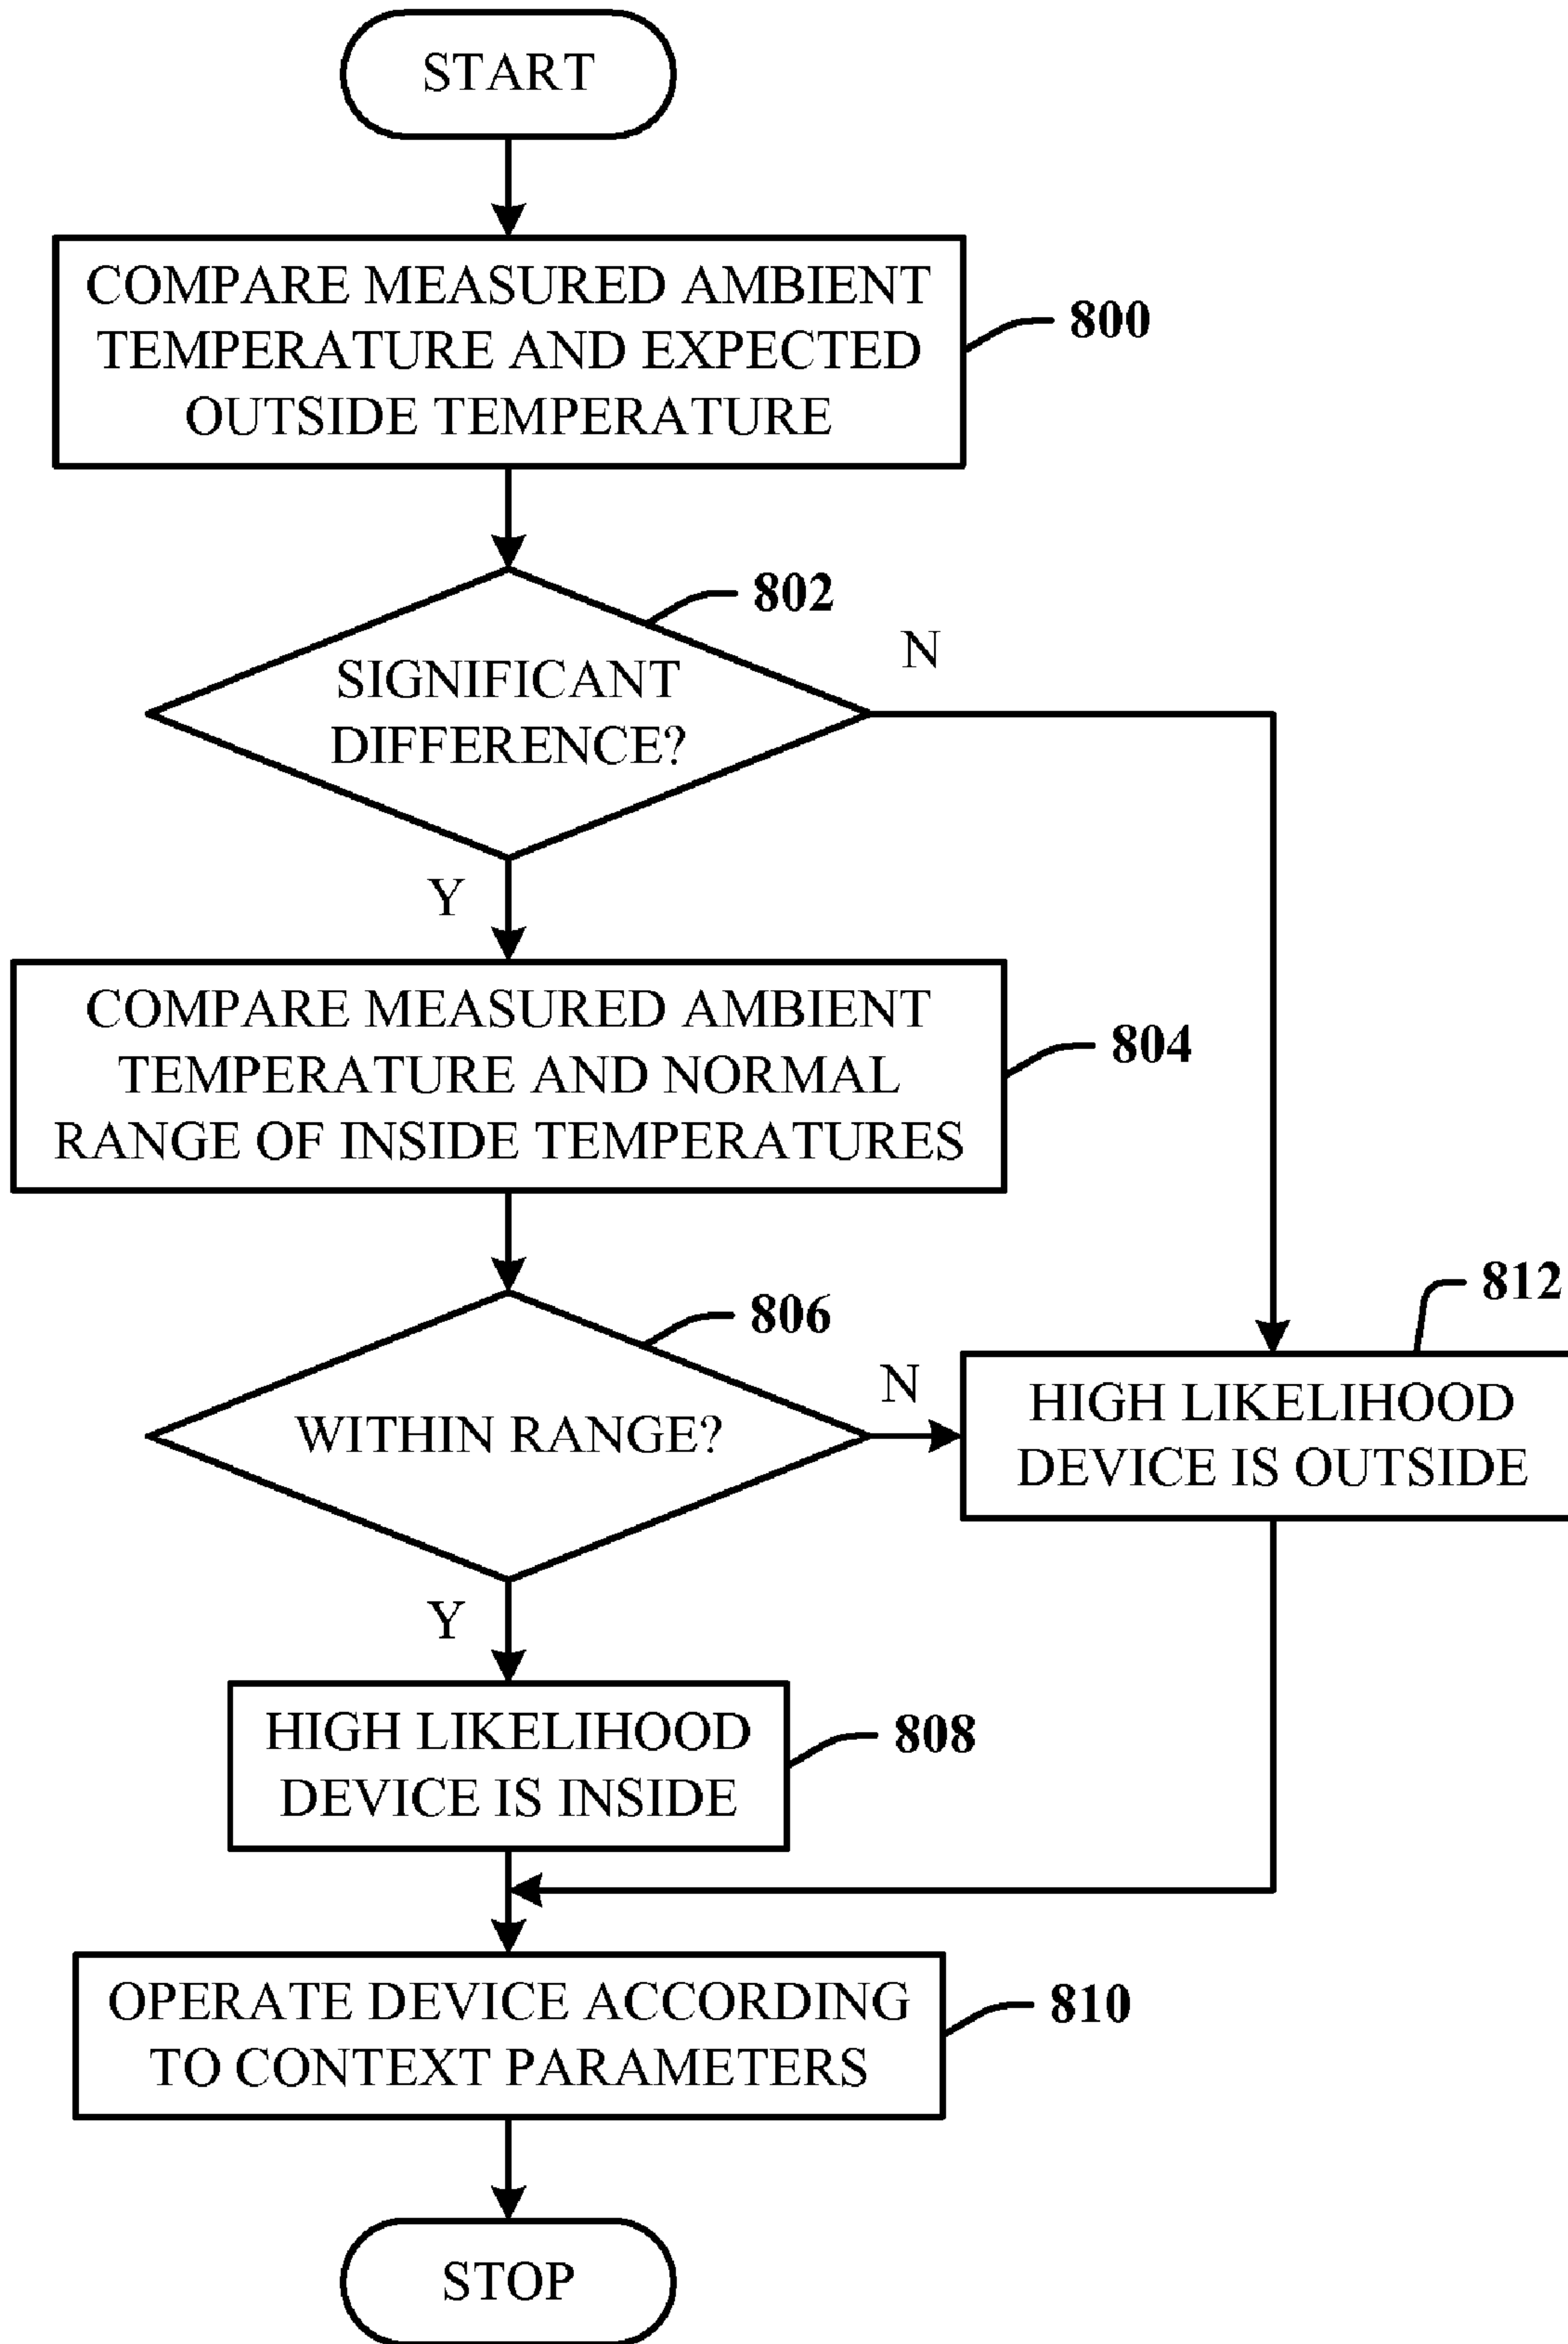 START
COMPARE MEASURED AMBIENT
TEMPERATURE AND EXPECTED
OUTSIDE TEMPERATURE
800
802
SIGNIFICANT
DIFFERENCE?
N
Y
COMPARE MEASURED AMBIENT
TEMPERATURE AND NORMAL
RANGE OF INSIDE TEMPERATURES
804
806
WITHIN RANGE?
N
812
HIGH LIKELIHOOD
DEVICE IS OUTSIDE
Y
HIGH LIKELIHOOD
DEVICE IS INSIDE
808
OPERATE DEVICE ACCORDING
TO CONTEXT PARAMETERS
810
STOP